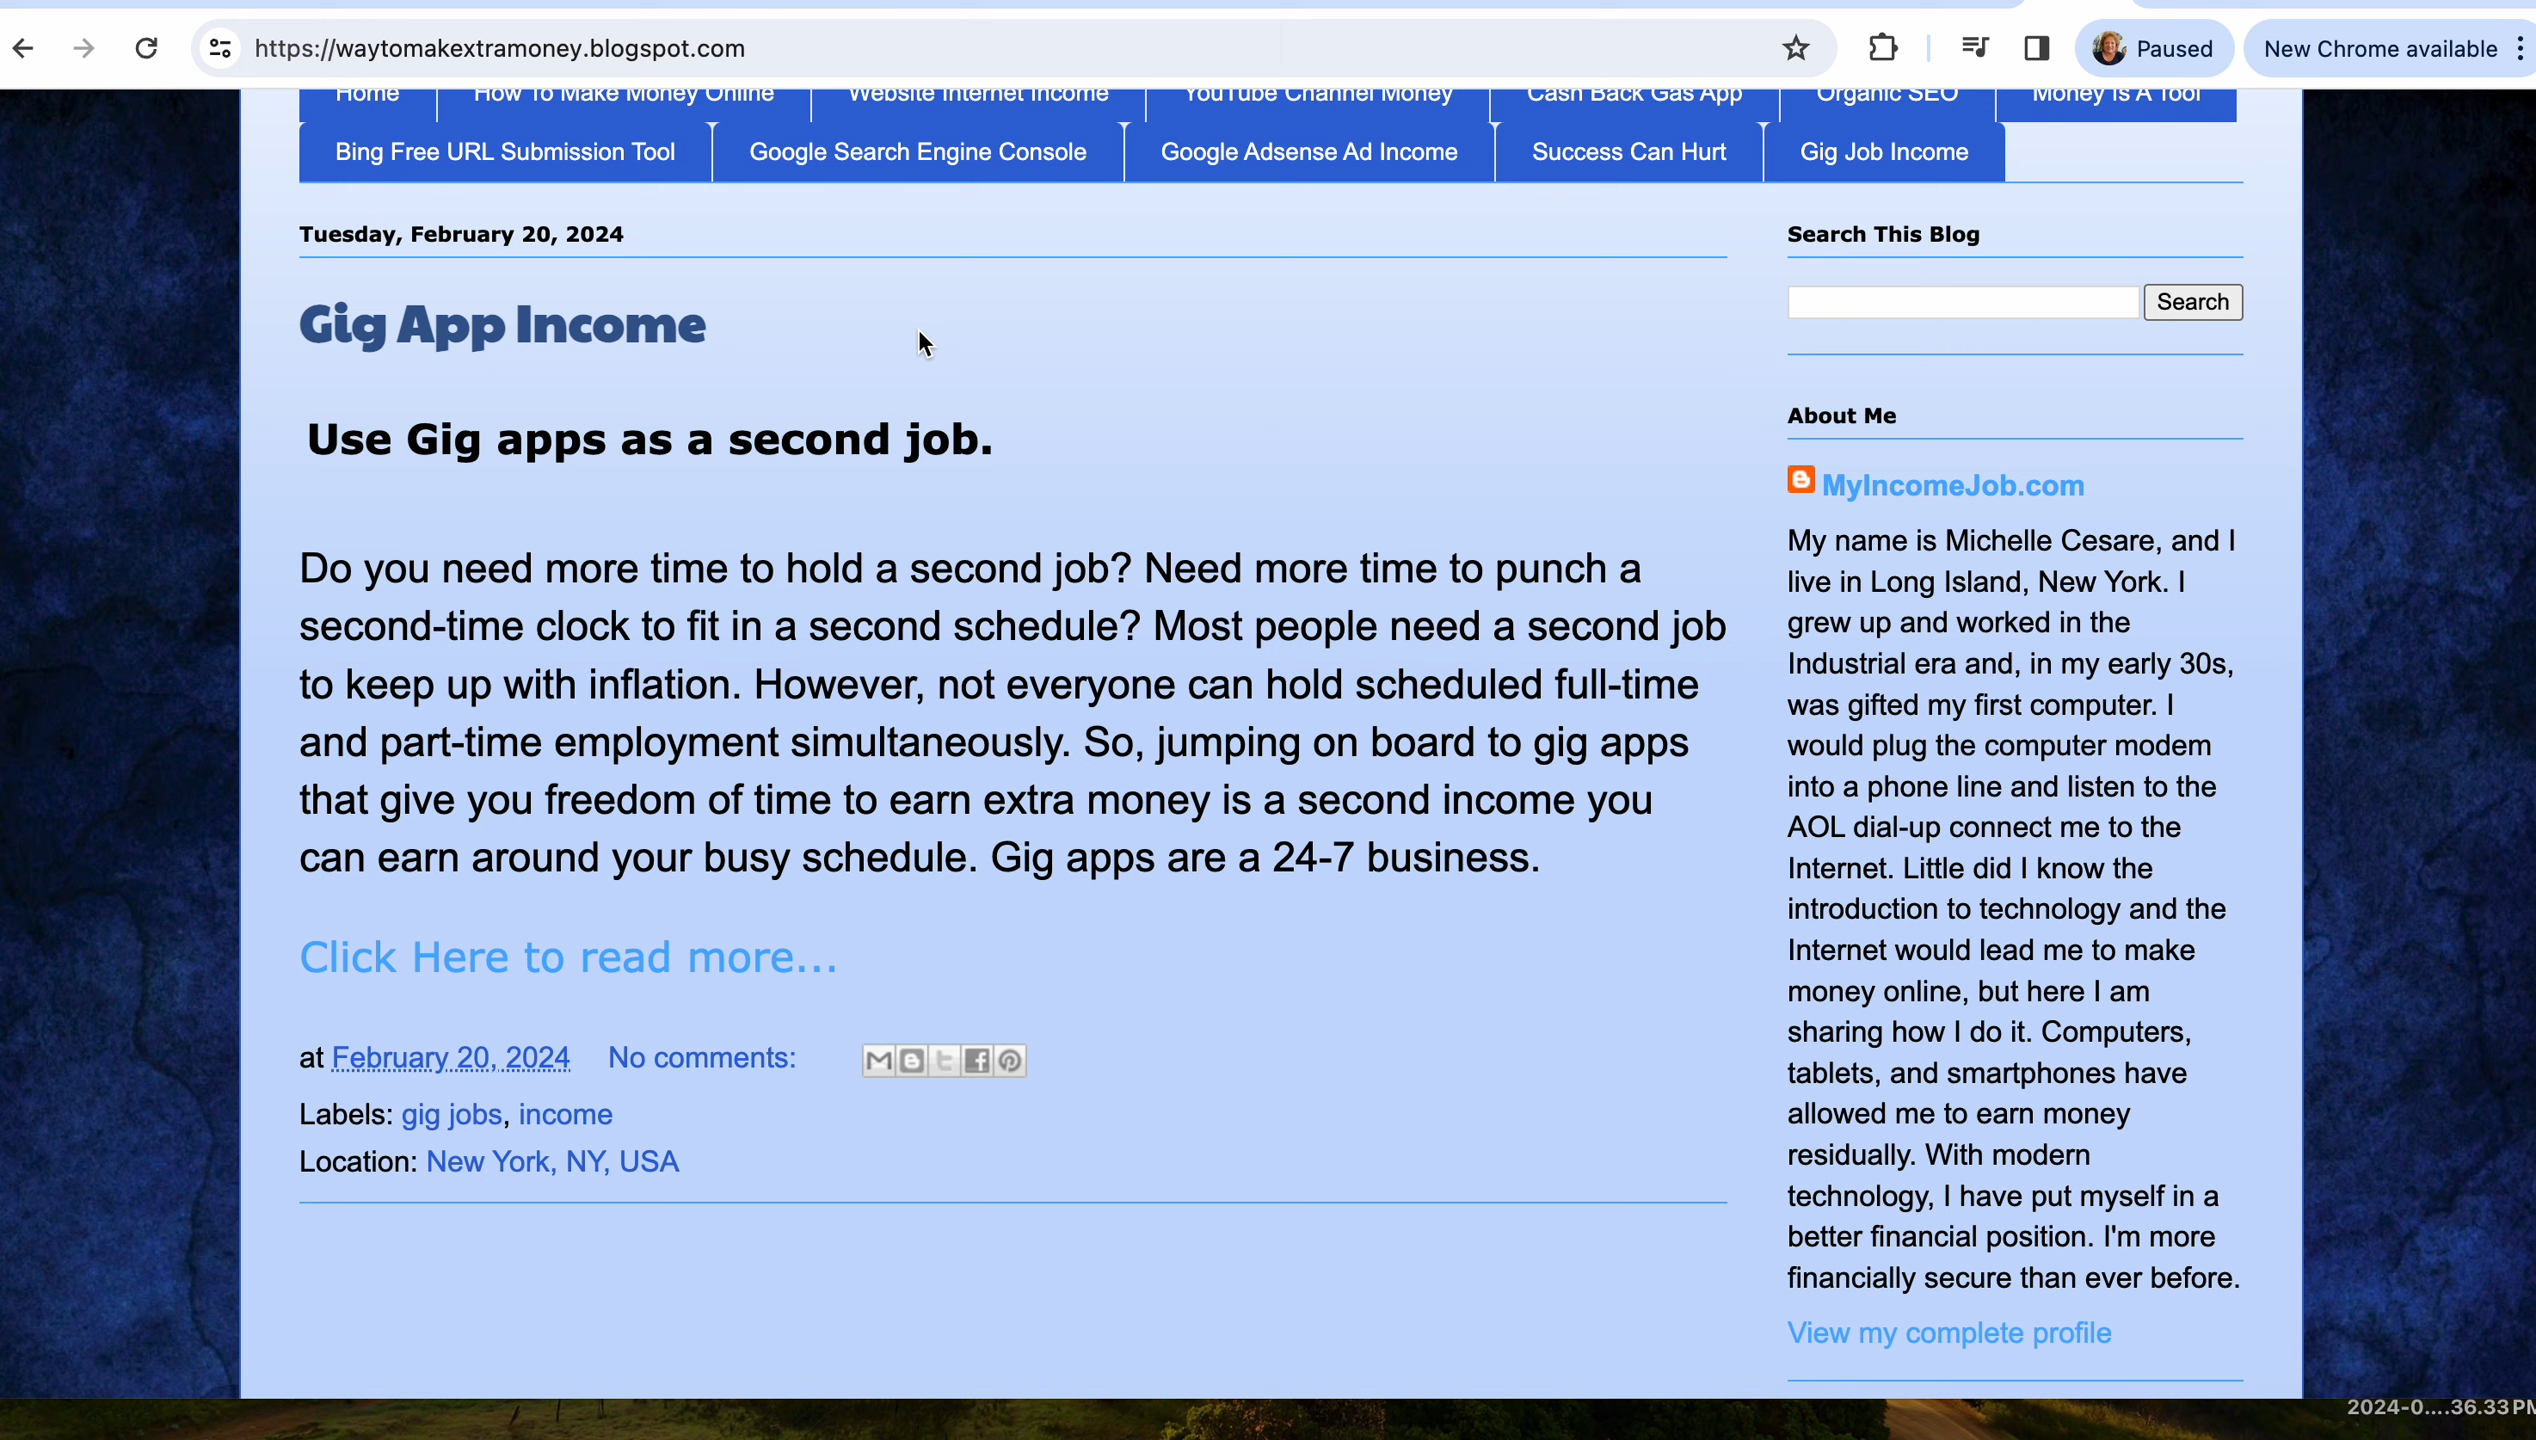 https://waytomakextramoney.blogspot.com
Paused
New Chrome available
Home
How To Make Money Online
Website Internet Income
YouTube Channel Money
Cash Back Gas App
Organic SEO
Money Is A Tool
Bing Free URL Submission Tool
Google Search Engine Console
Google Adsense Ad Income
Success Can Hurt
Gig Job Income
Tuesday, February 20, 2024
Gig App Income
Use Gig apps as a second job.
Do you need more time to hold a second job? Need more time to punch a
second-time clock to fit in a second schedule? Most people need a second job
to keep up with inflation. However, not everyone can hold scheduled full-time
and part-time employment simultaneously. So, jumping on board to gig apps
that give you freedom of time to earn extra money is a second income you
can earn around your busy schedule. Gig apps are a 24-7 business.
Click Here to read more...
at February 20, 2024 No comments:
Labels: gig jobs, income
Location: New York, NY, USA
Search This Blog
Search
About Me
MyIncomeJob.com
My name is Michelle Cesare, and I
live in Long Island, New York. I
grew up and worked in the
Industrial era and, in my early 30s,
was gifted my first computer. I
would plug the computer modem
into a phone line and listen to the
AOL dial-up connect me to the
Internet. Little did I know the
introduction to technology and the
Internet would lead me to make
money online, but here I am
sharing how I do it. Computers,
tablets, and smartphones have
allowed me to earn money
residually. With modern
technology, I have put myself in a
better financial position. I'm more
financially secure than ever before.
View my complete profile
2024-0....36.33 PM